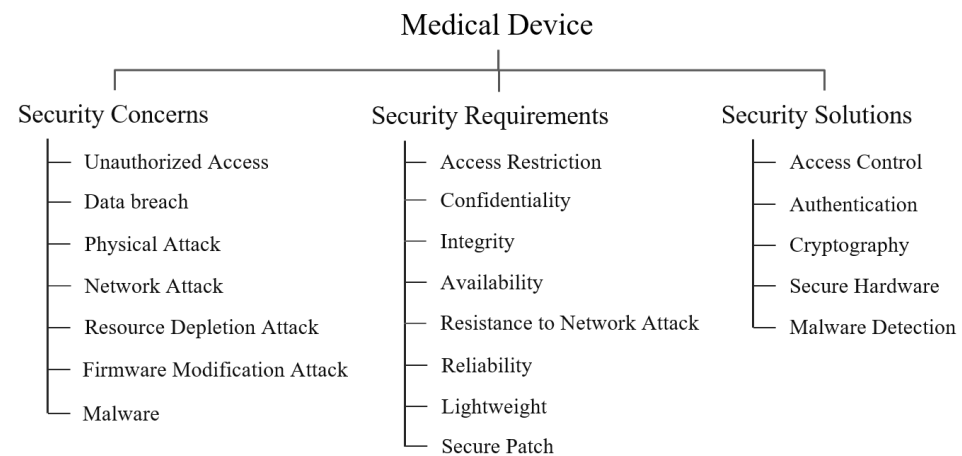 Medical Device
Security Concerns
Unauthorized Access
Data breach
Physical Attack
Network Attack
Resource Depletion Attack
Firmware Modification Attack
Malware
Security Requirements
Access Restriction
Confidentiality
Integrity
Availability
Resistance to Network Attack
Reliability
Lightweight
Secure Patch
Security Solutions
Access Control
Authentication
Cryptography
Secure Hardware
Malware Detection